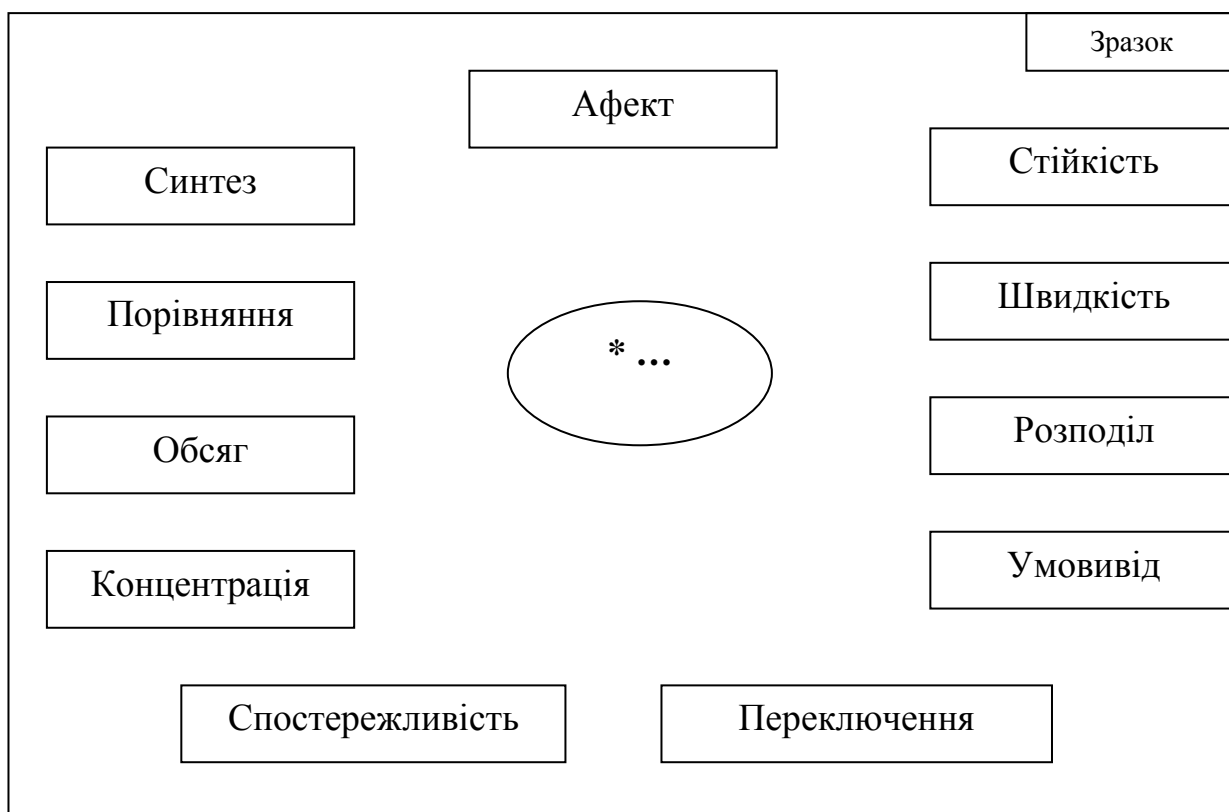 Зразок
Афект
Стійкість
Синтез
Швидкість
Порівняння
* ...
Розподіл
Обсяг
Умовивід
Концентрація
Спостережливість
Переключення